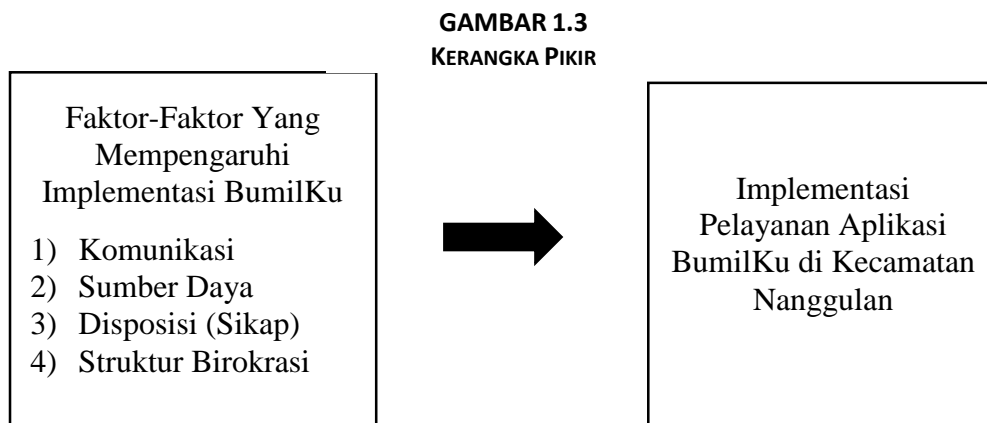 GAMBAR 1.3
KERANGKA PIKIR
Faktor-Faktor Yang
Mempengaruhi
Implementasi BumilKu
1) Komunikasi
2) Sumber Daya
3) Disposisi (Sikap)
4) Struktur Birokrasi
Implementasi
Pelayanan Aplikasi
BumilKu di Kecamatan
Nanggulan